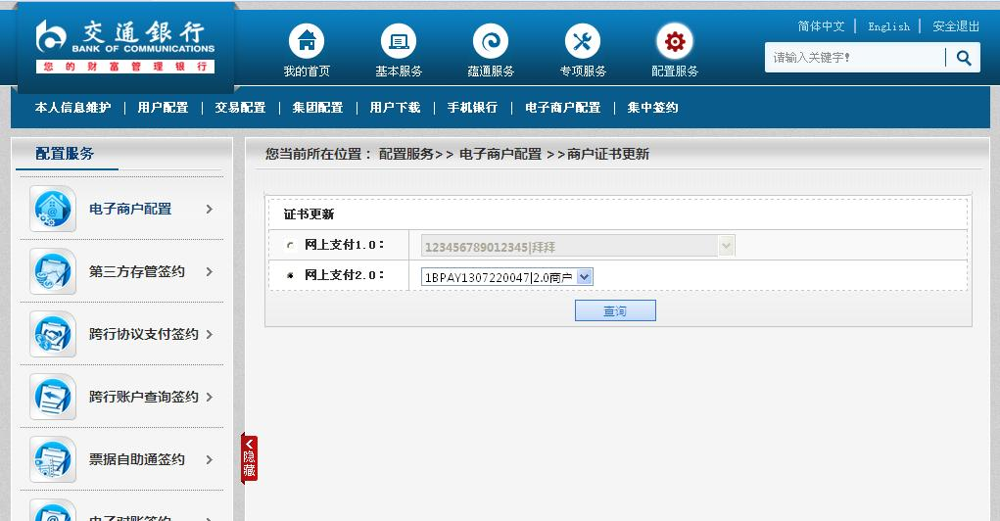 交通銀行
BANK OF COMMUNICATIONS
您的财富管理银行
我的首页 基本服务 蕴通服务 专项服务 配置服务
简体中文 | English | 安全退出
请输入关键字!
本人信息维护 | 用户配置 | 交易配置 | 集团配置 | 用户下载 | 手机银行 | 电子商户配置 | 集中签约
配置服务
电子商户配置
第三方存管签约
跨行协议支付签约
跨行账户查询签约
票据自助通签约
电子对账签约
隐藏
您当前所在位置： 配置服务>> 电子商户配置 >>商户证书更新
证书更新
网上支付1.0： 123456789012345|拜拜
网上支付2.0： 1BPAY1307220047|2.0商户
查询